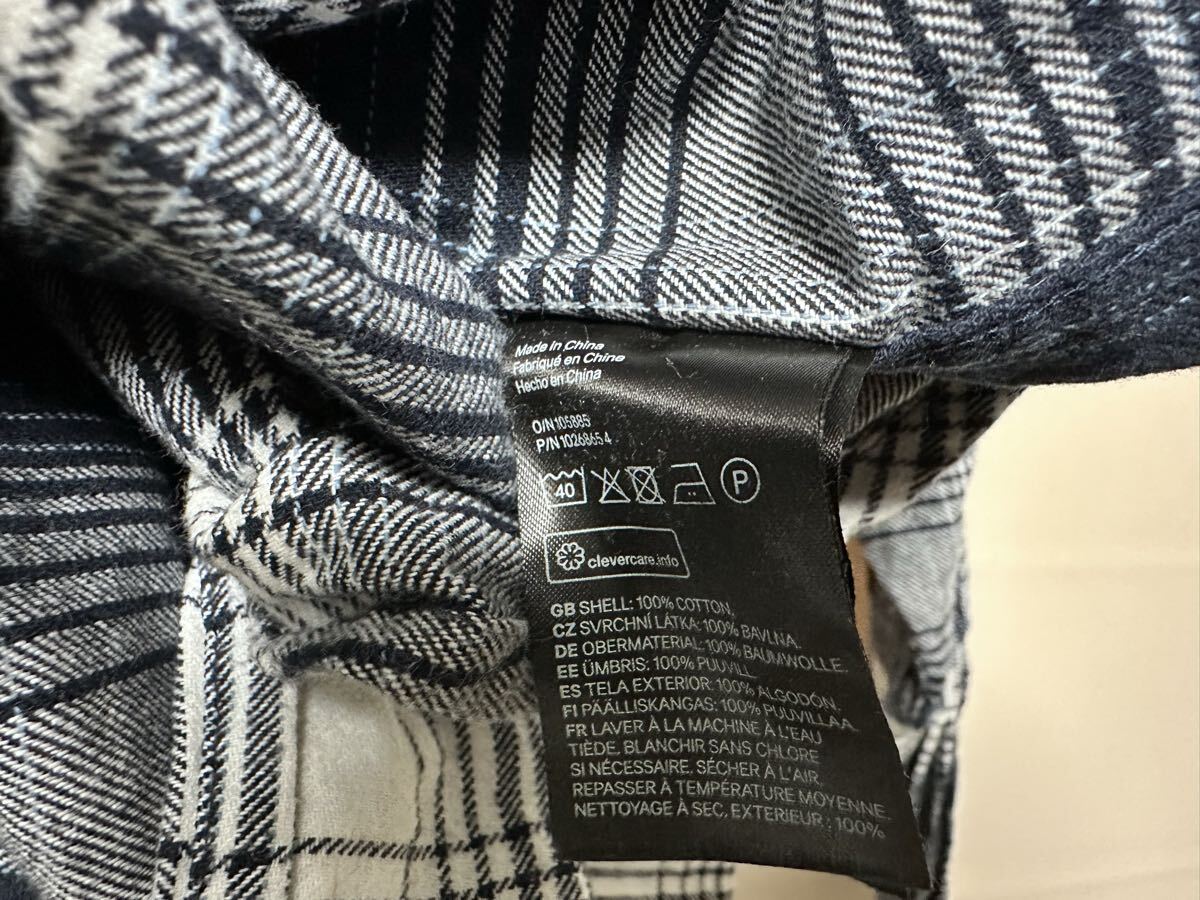 Made in China
Fabriqué en Chine
Hecho en China
O/N 105885
P/N 1026865 4
40
P
clevercare.info
GB SHELL: 100% COTTON.
CZ SVRCHNÍ LÁTKA: 100% BAVLNA.
DE OBERMATERIAL: 100% BAUMWOLLE.
EE ÜMBRIS: 100% PUUVILL
ES TELA EXTERIOR: 100% ALGODÓN.
FI PÄÄLLISKANGAS: 100% PUUVILLAA.
FR LAVER À LA MACHINE À L'EAU
TIÈDE, BLANCHIR SANS CHLORE
SI NÉCESSAIRE. SÉCHER À L'AIR.
REPASSER À TEMPÉRATURE MOYENNE.
NETTOYAGE À SEC. EXTERIEUR: 100%